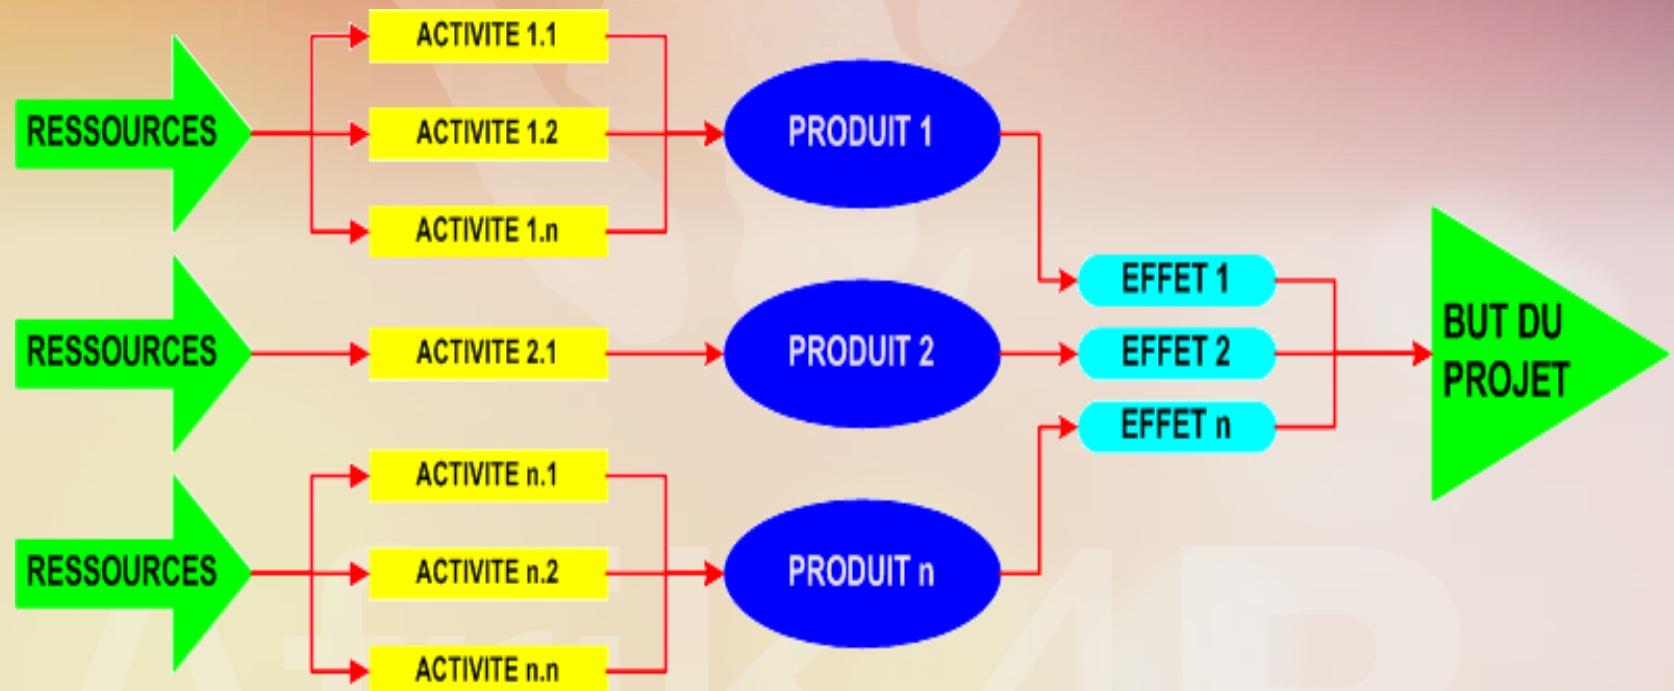 RESSOURCES
ACTIVITE 1.1
ACTIVITE 1.2
ACTIVITE 1.n
PRODUIT 1
RESSOURCES
ACTIVITE 2.1
PRODUIT 2
RESSOURCES
ACTIVITE n.1
ACTIVITE n.2
ACTIVITE n.n
PRODUIT n
EFFET 1
EFFET 2
EFFET n
BUT DU
PROJET